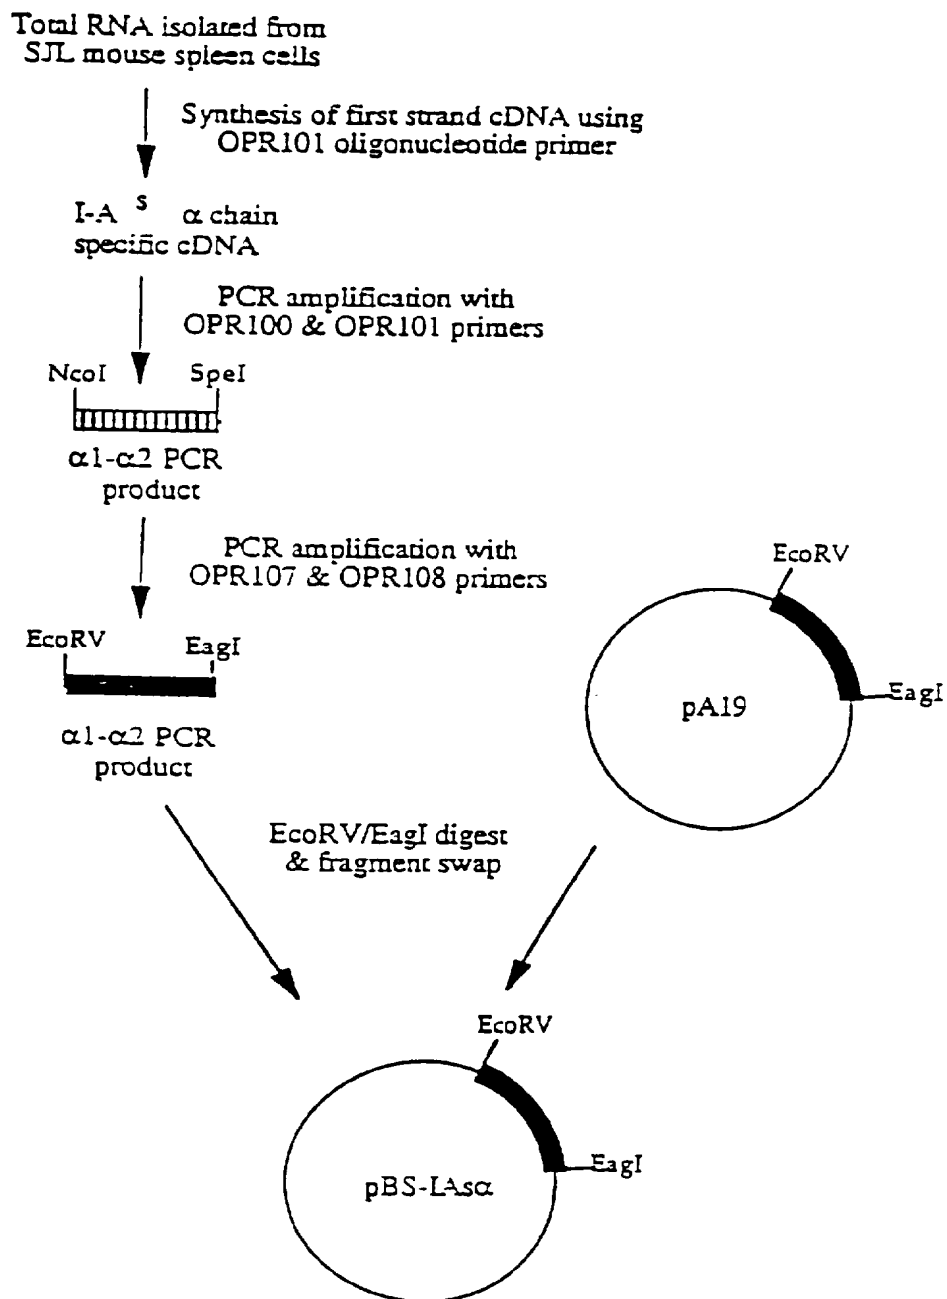 Total RNA isolated from
SJL mouse spleen cells
Synthesis of first strand cDNA using
OPR101 oligonucleotide primer
I-A s α chain
specific cDNA
PCR amplification with
OPR100 & OPR101 primers
NcoI SpeI
α1-α2 PCR
product
PCR amplification with
OPR107 & OPR108 primers
EcoRV
EcoRV EagI
EagI
pA19
α1-α2 PCR
product
EcoRV/EagI digest
& fragment swap
EcoRV
EagI
pBS-IAsα